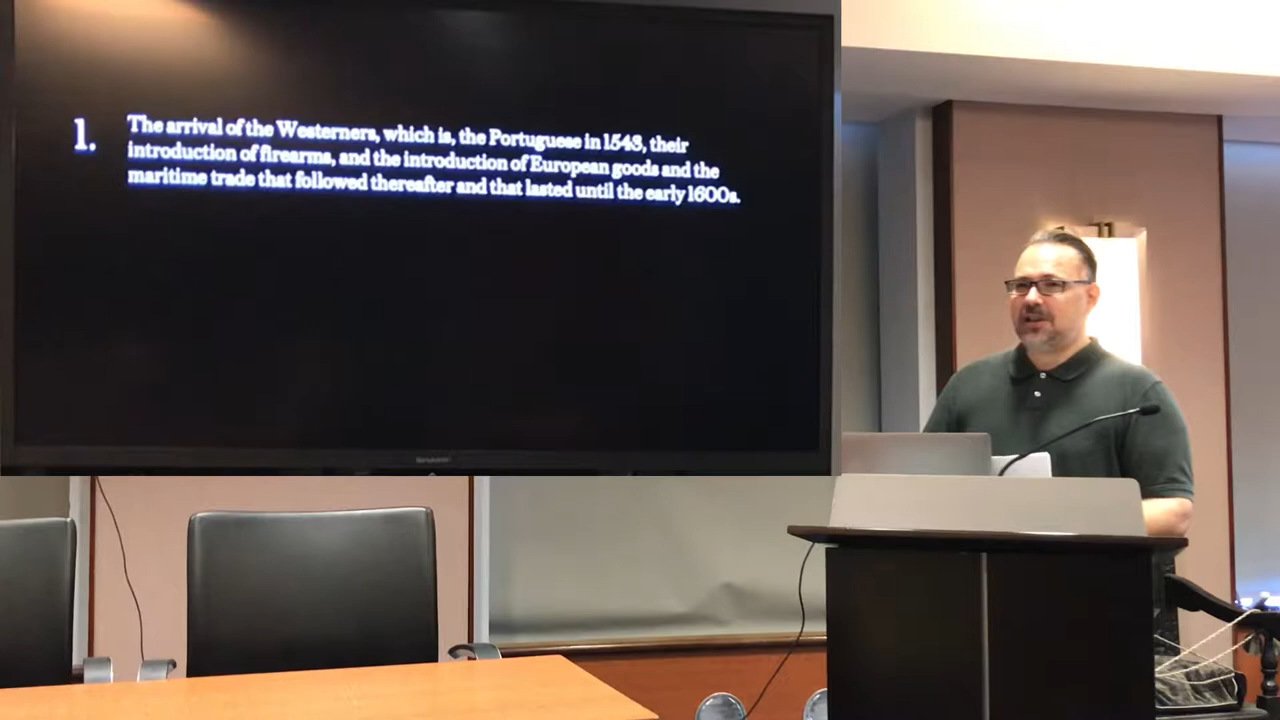 1. The arrival of the Westerners, which is, the Portuguese in 1543, their
introduction of firearms, and the introduction of European goods and the
maritime trade that followed thereafter and that lasted until the early 1600s.